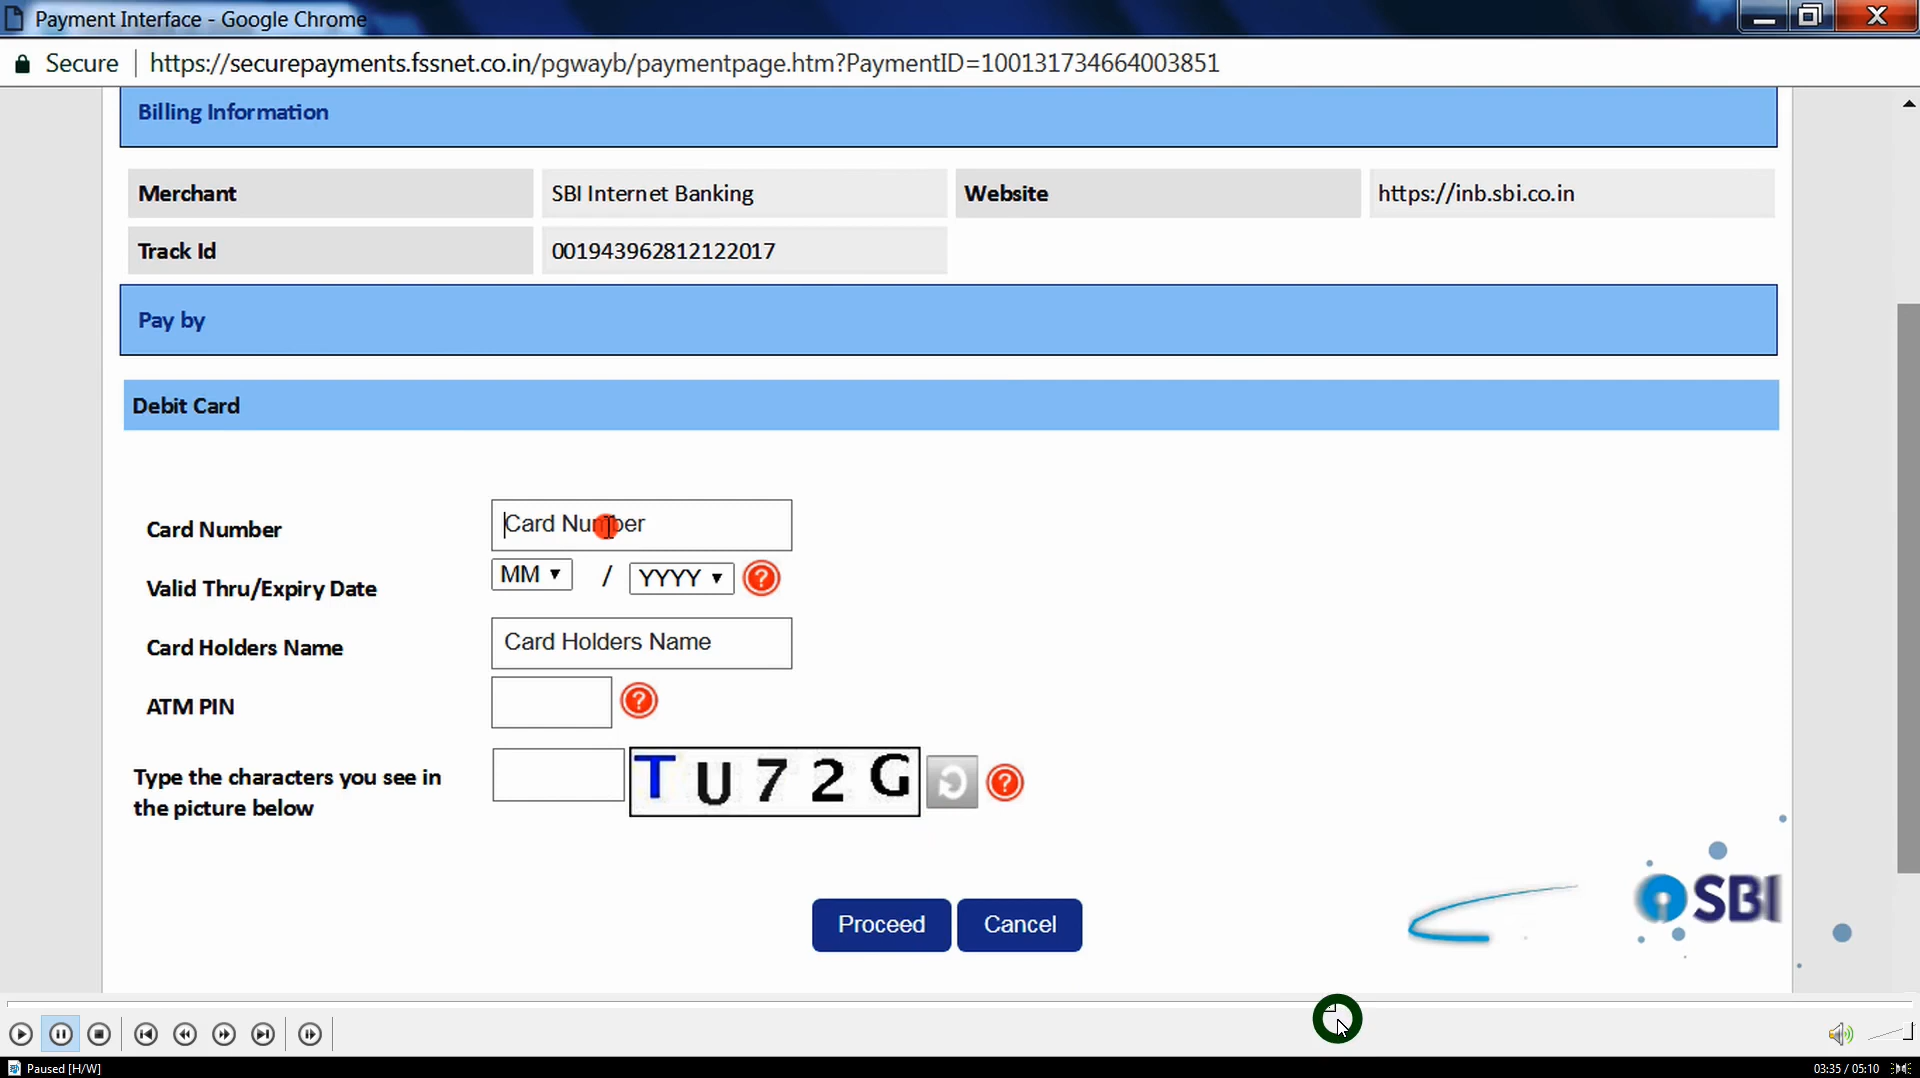 Payment Interface - Google Chrome
Secure https://securepayments.fssnet.co.in/pgwayb/paymentpage.htm?PaymentID=100131734664003851
Billing Information
Merchant SBI Internet Banking Website https://inb.sbi.co.in
Track Id 001943962812122017
Pay by
Debit Card
Card Number Card Number
Valid Thru/Expiry Date MM / YYYY ?
Card Holders Name Card Holders Name
ATM PIN ?
Type the characters you see in
the picture below
T U 7 2 G ?
Proceed Cancel
SBI
Paused [H/W] 03:35 / 05:10